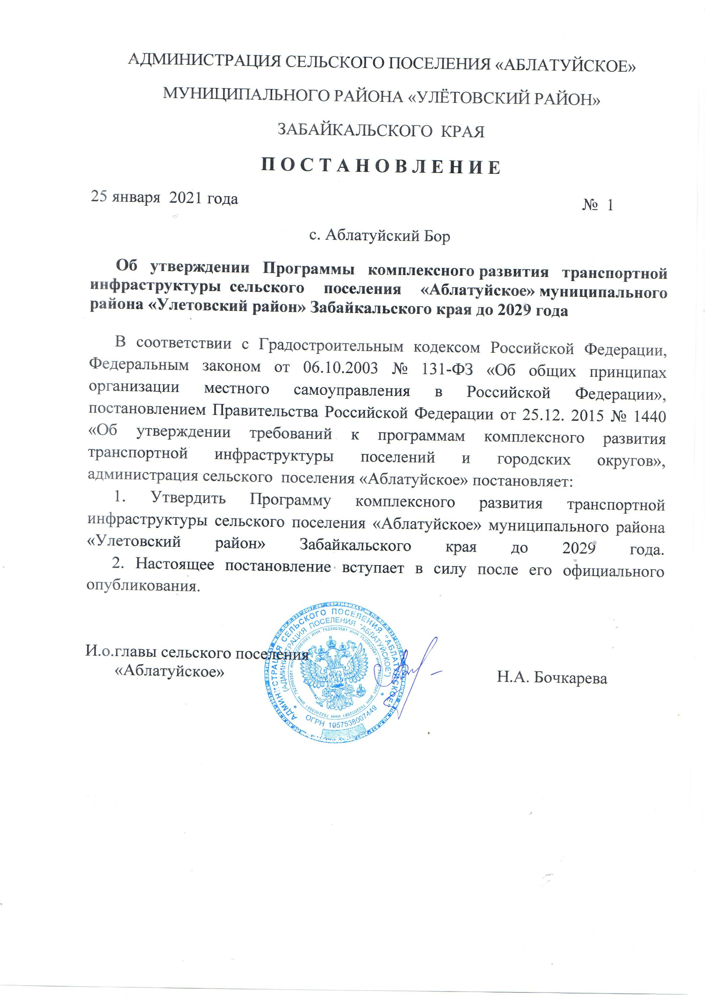 АДМИНИСТРАЦИЯ СЕЛЬСКОГО ПОСЕЛЕНИЯ «АБЛАТУЙСКОЕ»
МУНИЦИПАЛЬНОГО РАЙОНА «УЛЁТОВСКИЙ РАЙОН»
ЗАБАЙКАЛЬСКОГО КРАЯ
П О С Т А Н О В Л Е Н И Е
25 января 2021 года № 1
с. Аблатуйский Бор
Об утверждении Программы комплексного развития транспортной
инфраструктуры сельского поселения «Аблатуйское» муниципального
района «Улетовский район» Забайкальского края до 2029 года
В соответствии с Градостроительным кодексом Российской Федерации,
Федеральным законом от 06.10.2003 № 131-ФЗ «Об общих принципах
организации местного самоуправления в Российской Федерации»,
постановлением Правительства Российской Федерации от 25.12. 2015 № 1440
«Об утверждении требований к программам комплексного развития
транспортной инфраструктуры поселений и городских округов»,
администрация сельского поселения «Аблатуйское» постановляет:
1. Утвердить Программу комплексного развития транспортной
инфраструктуры сельского поселения «Аблатуйское» муниципального района
«Улетовский район» Забайкальского края до 2029 года.
2. Настоящее постановление вступает в силу после его официального
опубликования.
И.о.главы сельского поселения
«Аблатуйское» Н.А. Бочкарева
АДМИНИСТРАЦИЯ СЕЛЬСКОГО ПОСЕЛЕНИЯ "АБЛАТУЙСКОЕ"
(АДМИНИСТРАЦИЯ ПОСЕЛЕНИЯ "АБЛАТУЙСКОЕ")
ИНН 7522003581
ОГРН 1057538007449